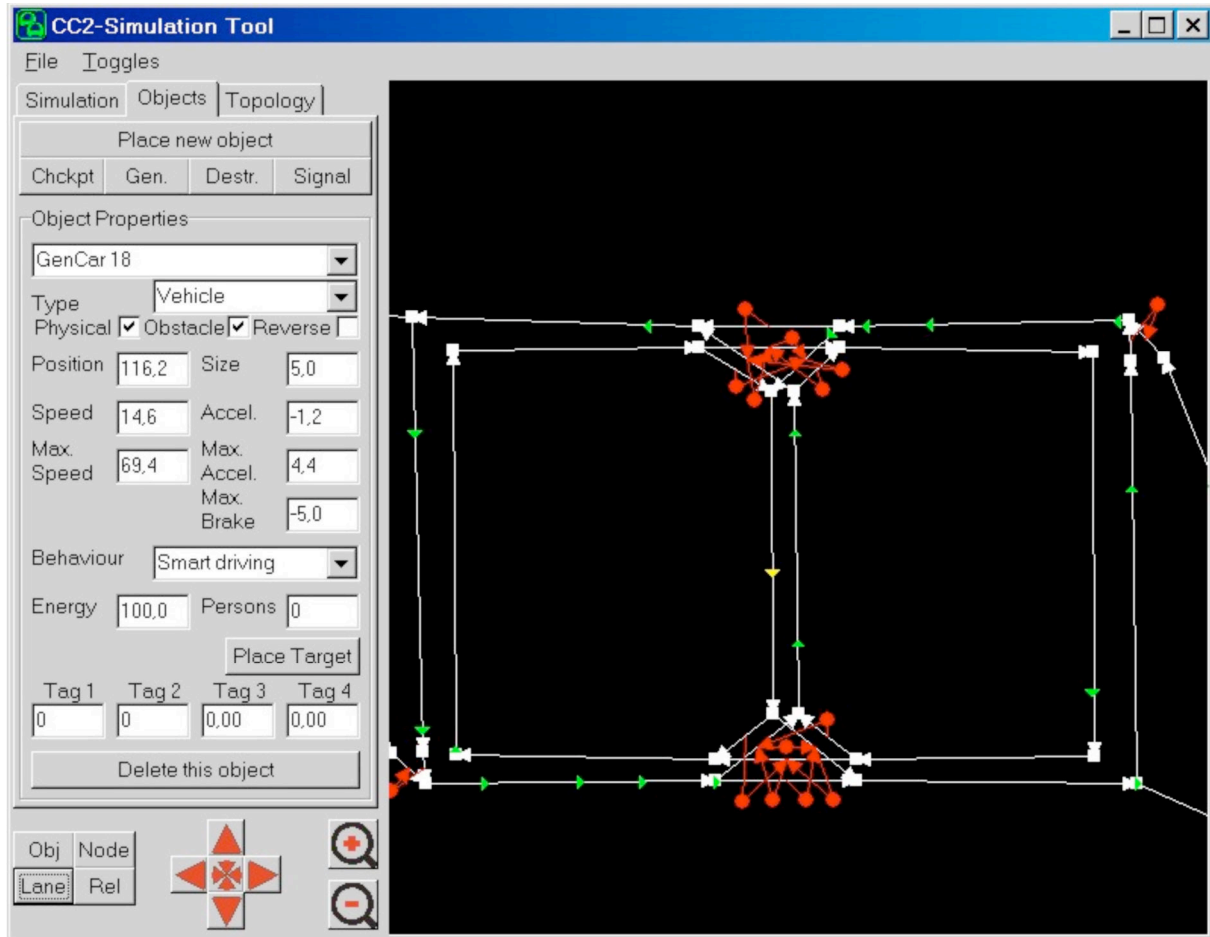 CC2-Simulation Tool
File Toggles
Simulation Objects Topology
Place new object
Chckpt Gen. Destr. Signal
Object Properties
GenCar 18
Type Vehicle
Physical Obstacle Reverse
Position 116,2 Size 5,0
Speed 14,6 Accel. -1,2
Max. Speed 69,4 Max. Accel. 4,4
Max. Brake -5,0
Behaviour Smart driving
Energy 100,0 Persons 0
Place Target
Tag 1 Tag 2 Tag 3 Tag 4
0 0 0,00 0,00
Delete this object
Obj Node
Lane Rel